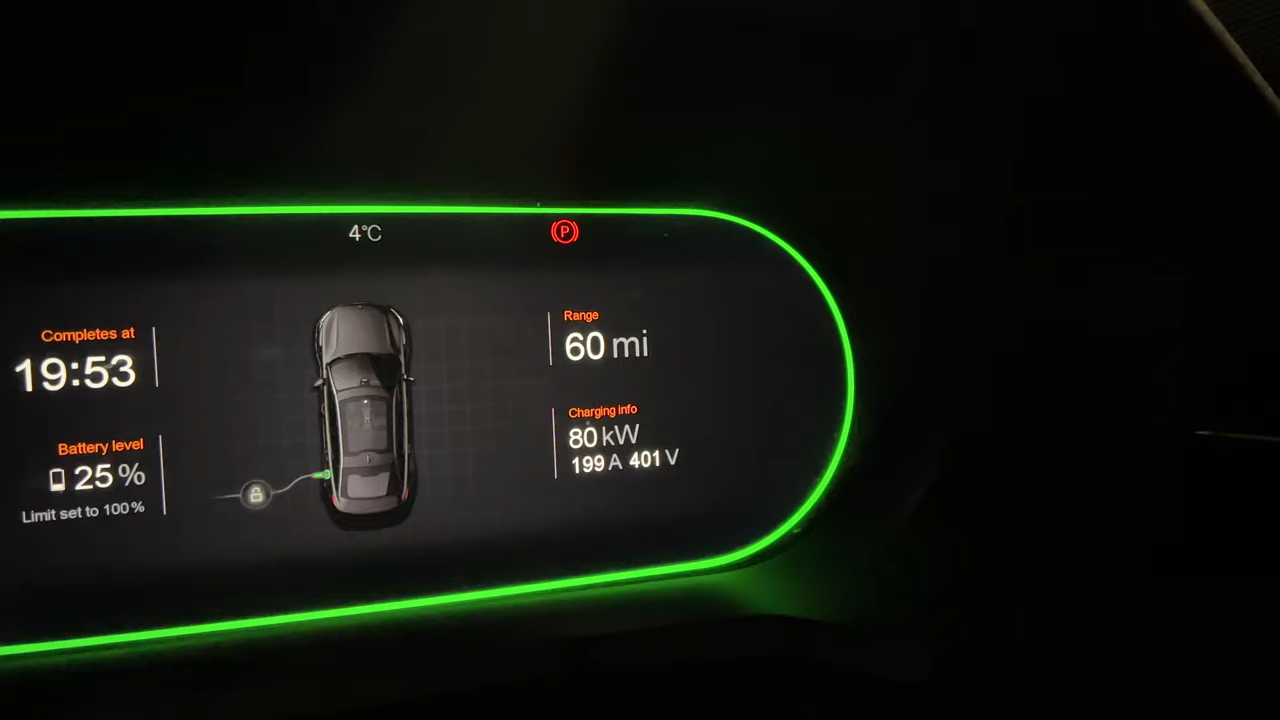 4°C
P
Completes at
19:53
Battery level
25%
Limit set to 100%
Range
60 mi
Charging info
80 kW
199 A 401 V